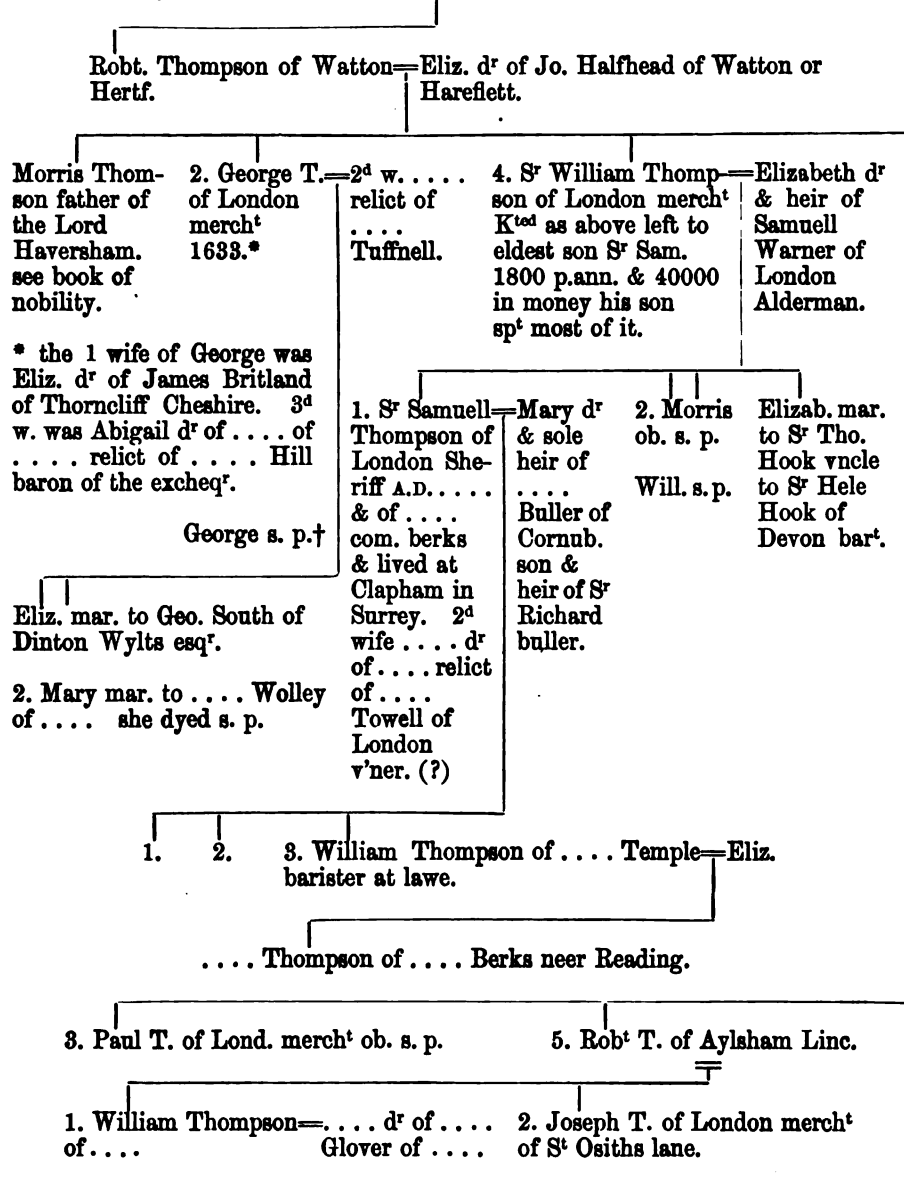 Robt. Thompson of Watton=Eliz. dʳ of Jo. Halfhead of Watton or
Hertf.
Hareflett.
Morris Thom-
son father of
the Lord
Haversham.
see book of
nobility.
2. George T.=2ᵈ w. . . . .
of London
merchᵗ
1633.*
relict of
. . . .
Tuffnell.
4. Sʳ William Thomp-=Elizabeth dʳ
son of London merchᵗ
Kᵗᵉᵈ as above left to
eldest son Sʳ Sam.
1800 p.ann. & 40000
in money his son
spᵗ most of it.
& heir of
Samuell
Warner of
London
Alderman.
* the 1 wife of George was
Eliz. dʳ of James Britland
of Thorncliff Cheshire. 3ᵈ
w. was Abigail dʳ of . . . . of
. . . . relict of . . . . Hill
baron of the excheqʳ.
George s. p.†
Eliz. mar. to Geo. South of
Dinton Wylts esqʳ.
2. Mary mar. to . . . . Wolley
of . . . . she dyed s. p.
1. Sʳ Samuell=Mary dʳ
Thompson of
London She-
riff A.D. . . . .
& of . . . .
com. berks
& lived at
Clapham in
Surrey. 2ᵈ
wife . . . . dʳ
of . . . . relict
of . . . .
Towell of
London
v'ner. (?)
& sole
heir of
. . . .
Buller of
Cornub.
son &
heir of Sʳ
Richard
buller.
2. Morris
ob. s. p.
Will. s. p.
Elizab. mar.
to Sʳ Tho.
Hook vncle
to Sʳ Hele
Hook of
Devon barᵗ.
1. 2. 3. William Thompson of . . . . Temple=Eliz.
barister at lawe.
. . . . Thompson of . . . . Berks neer Reading.
3. Paul T. of Lond. merchᵗ ob. s. p. 5. Robᵗ T. of Aylsham Linc.
1. William Thompson=. . . . dʳ of . . . .
of . . . . Glover of . . . .
2. Joseph T. of London merchᵗ
of Sᵗ Osiths lane.